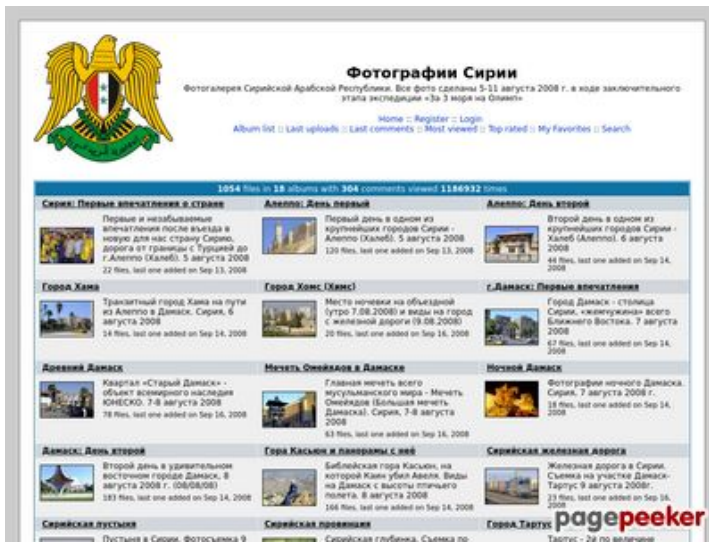 Фотографии Сирии
Фотогалерея Сирийской Арабской Республики. Все фото сделаны 5-11 августа 2008 г. в ходе заключительного
этапа экспедиции «За 3 моря на Олимп»
Home :: Register :: Login
Album list :: Last uploads :: Last comments :: Most viewed :: Top rated :: My Favorites :: Search
1054 files in 18 albums with 304 comments viewed 1186932 times
Сирия: Первые впечатления о стране
Первые и незабываемые
впечатления после въезда в
новую для нас страну Сирию,
дорога от границы с Турцией до
г.Алеппо (Халеб). 5 августа 2008
22 files, last one added on Sep 13, 2008
Алеппо: День первый
Первый день в одном из
крупнейших городов Сирии -
Алеппо (Халеб). 5 августа 2008
120 files, last one added on Sep 13, 2008
Алеппо: День второй
Второй день в одном из
крупнейших городов Сирии -
Халеб (Алеппо). 6 августа
2008
44 files, last one added on Sep 14,
2008
Город Хама
Транзитный город Хама на пути
из Алеппо в Дамаск. Сирия, 6
августа 2008
14 files, last one added on Sep 14, 2008
Город Хомс (Химс)
Место ночевки на объездной
(утро 7.08.2008) и виды на город
с железной дороги (9.08.2008)
20 files, last one added on Sep 16, 2008
г.Дамаск: Первые впечатления
Город Дамаск - столица
Сирии, «жемчужина» всего
Ближнего Востока. 7 августа
2008
67 files, last one added on Sep 14,
2008
Древний Дамаск
Квартал «Старый Дамаск» -
объект всемирного наследия
ЮНЕСКО. 7-8 августа 2008
78 files, last one added on Sep 16, 2008
Мечеть Омейядов в Дамаске
Главная мечеть всего
мусульманского мира - Мечеть
Омейядов (Большая мечеть
Дамаска). Сирия, 7-8 августа
2008
63 files, last one added on Sep 16, 2008
Ночной Дамаск
Фотографии ночного Дамаска.
Сирия, 7 августа 2008 г.
18 files, last one added on Sep 14,
2008
Дамаск: День второй
Второй день в удивительном
восточном городе Дамаск, 8
августа 2008 г. (08/08/08)
183 files, last one added on Sep 14, 2008
Гора Касьюн и панорамы с неё
Библейская гора Касьюн, на
которой Каин убил Авеля. Виды
на Дамаск с высоты птичьего
полета. 8 августа 2008
166 files, last one added on Sep 14, 2008
Сирийская железная дорога
Железная дорога в Сирии.
Съемка на участке Дамаск-
Тартус 9 августа 2008г.
23 files, last one added on Sep 16,
2008
Сирийская пустыня
Пустыня в Сирии. Фотосъемка 9
Сирийская провинция
Сирийская глубинка. Съемка по
Город Тартус
Тартус - 2й по величине
pagepeeker